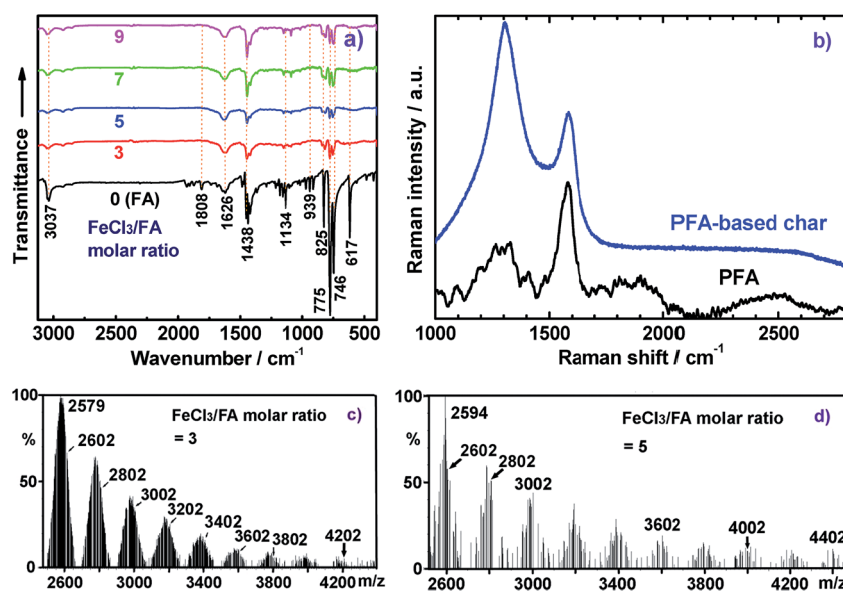 a)
9
7
5
3
0 (FA)
FeCl₃/FA
molar ratio
3037
1808
1626
1438
1134
939
825
775
746
617
Transmittance
3000 2500 2000 1500 1000 500
Wavenumber / cm⁻¹
b)
Raman intensity / a.u.
PFA-based char
PFA
1000 1500 2000 2500
Raman shift / cm⁻¹
c)
100
%
50
0
2579
2602
2802
3002
3202
3402
3602
3802
4202
FeCl₃/FA molar ratio
= 3
2600 3000 3400 3800 4200 m/z
d)
100
%
50
0
2594
2602
2802
3002
3602
4002
4402
FeCl₃/FA molar ratio
= 5
2600 3000 3400 3800 4200 m/z